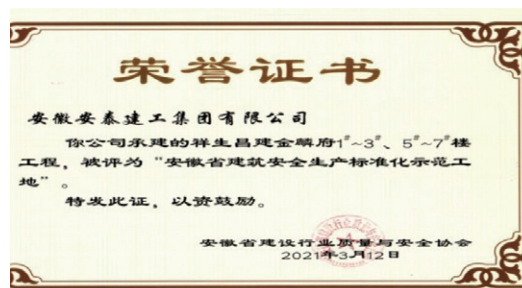 荣誉证书
安徽安泰建工集团有限公司
你公司承建的祥生昌建金麟府1#~3#、5#~7#楼
工程，被评为“安徽省建筑安全生产标准化示范工
地”。
特发此证，以资鼓励。
安徽省建设行业质量与安全协会
2021年3月12日